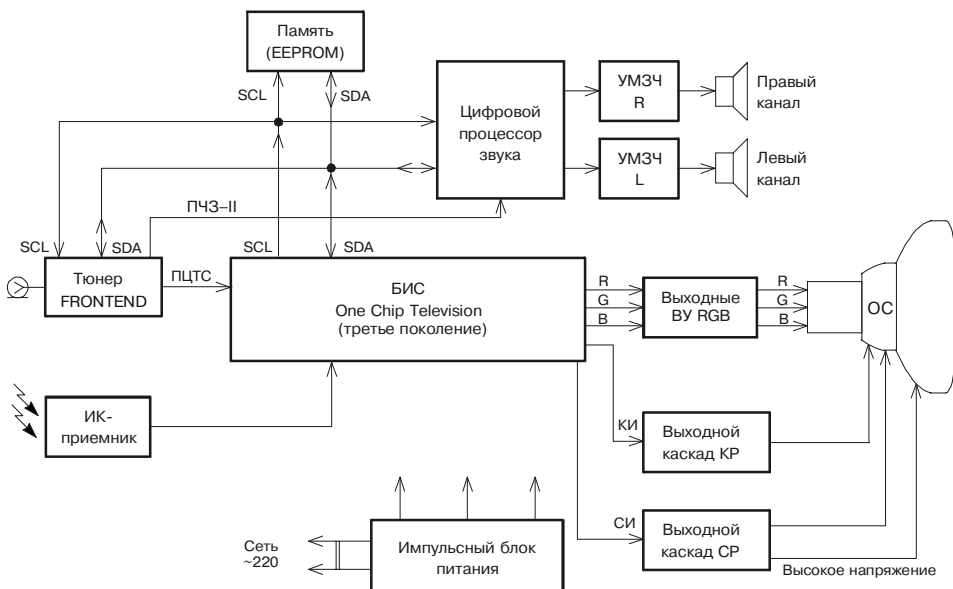 Память
(EEPROM)
SCL
SDA
Цифровой
процессор
звука
УМЗЧ
R
Правый
канал
УМЗЧ
L
Левый
канал
ПЧЗ–II
SCL
SDA
SCL
SDA
Тюнер
FRONTEND
ПЦТС
БИС
One Chip Television
(третье поколение)
R
G
B
Выходные
ВУ RGB
R
G
B
ОС
ИК-
приемник
КИ
Выходной
каскад КР
СИ
Выходной
каскад СР
Высокое напряжение
Сеть
~220
Импульсный блок
питания